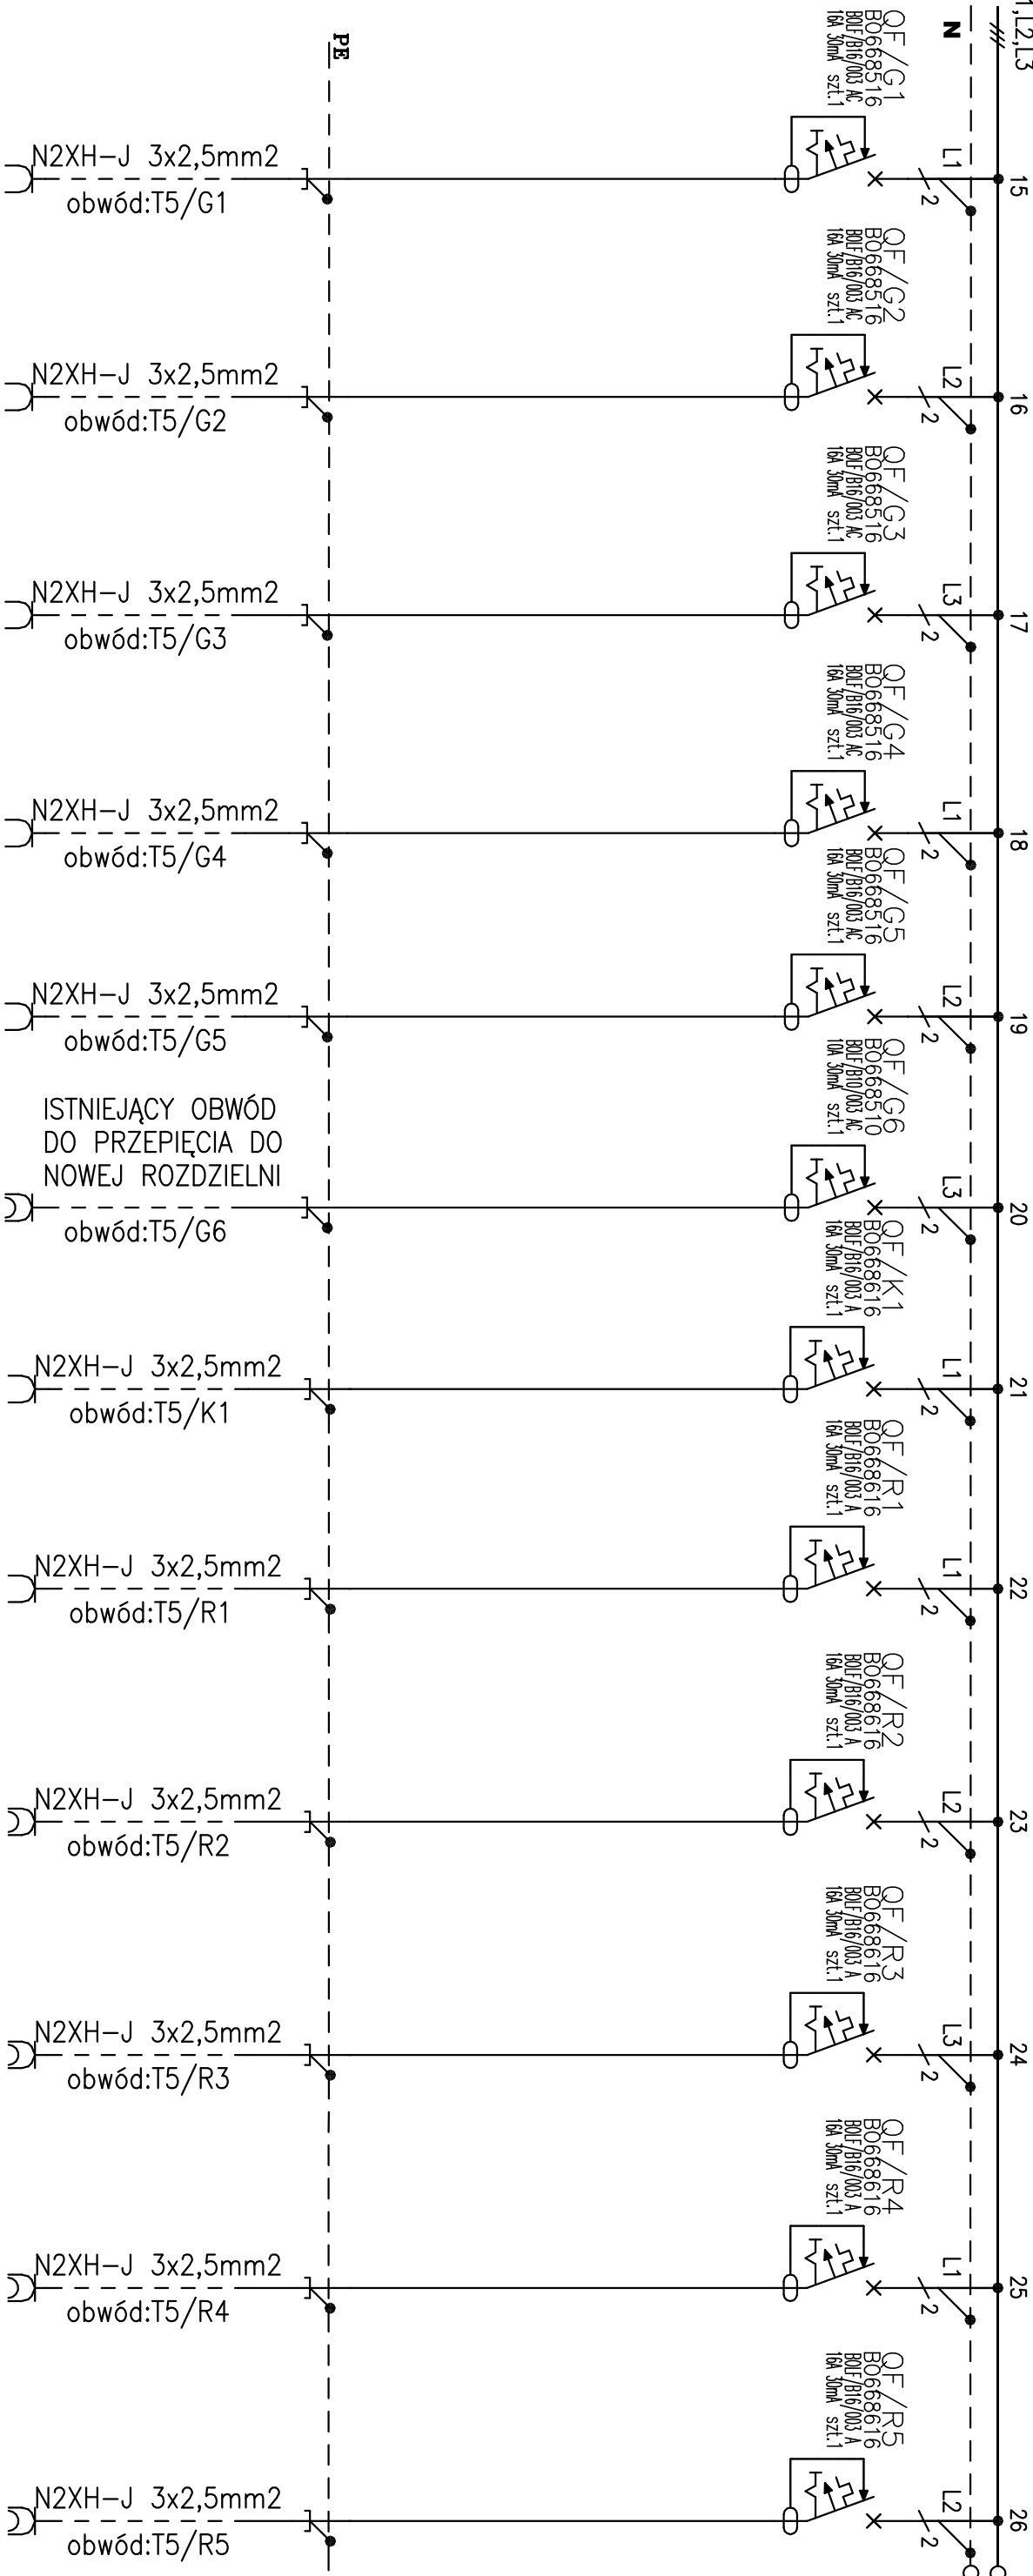 1,L2,L3
N
PE
QF/G1
BO668516
BOLF/B16/003 AC
16A 30mA szt.1
L1
2
15
N2XH-J 3x2,5mm2
obwód:T5/G1
QF/G2
BO668516
BOLF/B16/003 AC
16A 30mA szt.1
L2
2
16
N2XH-J 3x2,5mm2
obwód:T5/G2
QF/G3
BO668516
BOLF/B16/003 AC
16A 30mA szt.1
L3
2
17
N2XH-J 3x2,5mm2
obwód:T5/G3
QF/G4
BO668516
BOLF/B16/003 AC
16A 30mA szt.1
L1
2
18
N2XH-J 3x2,5mm2
obwód:T5/G4
QF/G5
BO668516
BOLF/B16/003 AC
16A 30mA szt.1
L2
2
19
N2XH-J 3x2,5mm2
obwód:T5/G5
QF/G6
BO668510
BOLF/B10/003 AC
10A 30mA szt.1
L3
2
20
ISTNIEJĄCY OBWÓD
DO PRZEPIĘCIA DO
NOWEJ ROZDZIELNI
obwód:T5/G6
QF/K1
BO668616
BOLF/B16/003 A
16A 30mA szt.1
L1
2
21
N2XH-J 3x2,5mm2
obwód:T5/K1
QF/R1
BO668616
BOLF/B16/003 A
16A 30mA szt.1
L1
2
22
N2XH-J 3x2,5mm2
obwód:T5/R1
QF/R2
BO668616
BOLF/B16/003 A
16A 30mA szt.1
L2
2
23
N2XH-J 3x2,5mm2
obwód:T5/R2
QF/R3
BO668616
BOLF/B16/003 A
16A 30mA szt.1
L3
2
24
N2XH-J 3x2,5mm2
obwód:T5/R3
QF/R4
BO668616
BOLF/B16/003 A
16A 30mA szt.1
L1
2
25
N2XH-J 3x2,5mm2
obwód:T5/R4
QF/R5
BO668616
BOLF/B16/003 A
16A 30mA szt.1
L2
2
26
N2XH-J 3x2,5mm2
obwód:T5/R5